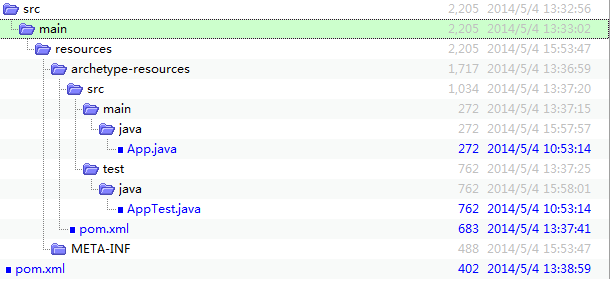 src 2,205 2014/5/4 13:32:56
main 2,205 2014/5/4 13:33:02
resources 2,205 2014/5/4 15:53:47
archetype-resources 1,717 2014/5/4 13:36:59
src 1,034 2014/5/4 13:37:20
main 272 2014/5/4 13:37:15
java 272 2014/5/4 15:57:57
App.java 272 2014/5/4 10:53:14
test 762 2014/5/4 13:37:25
java 762 2014/5/4 15:58:01
AppTest.java 762 2014/5/4 10:53:14
pom.xml 683 2014/5/4 13:37:41
META-INF 488 2014/5/4 15:53:47
pom.xml 402 2014/5/4 13:38:59